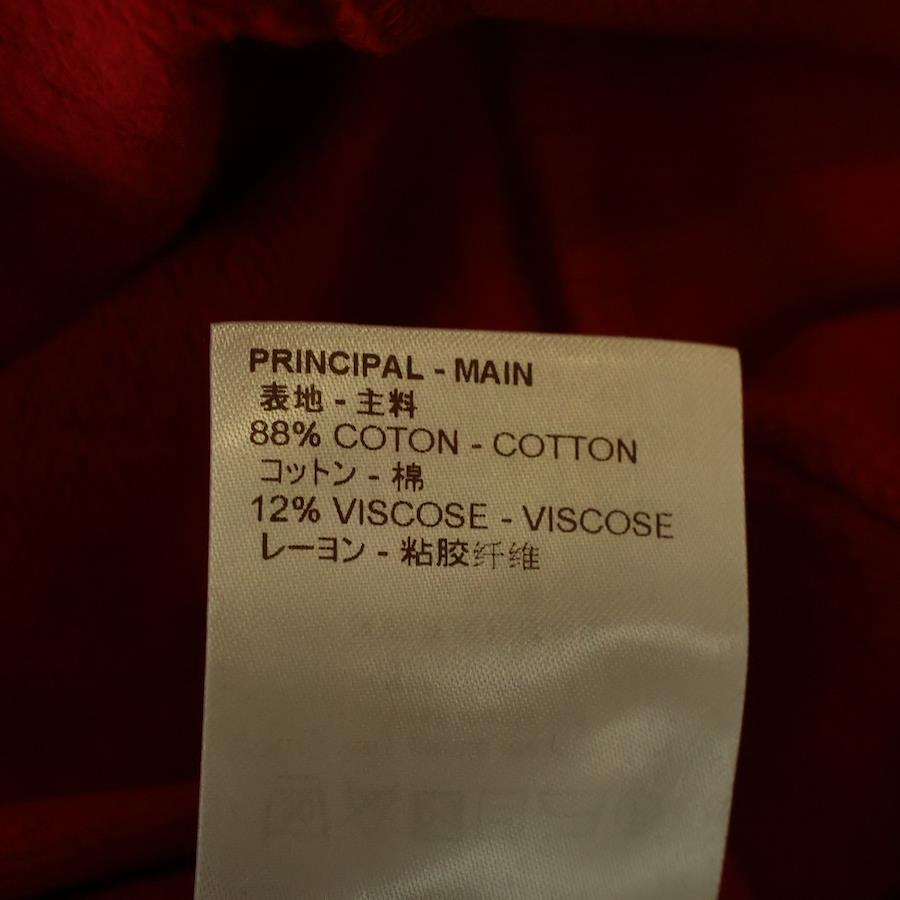 PRINCIPAL - MAIN
表地 - 主料
88% COTON - COTTON
コットン - 棉
12% VISCOSE - VISCOSE
レーヨン - 粘胶纤维